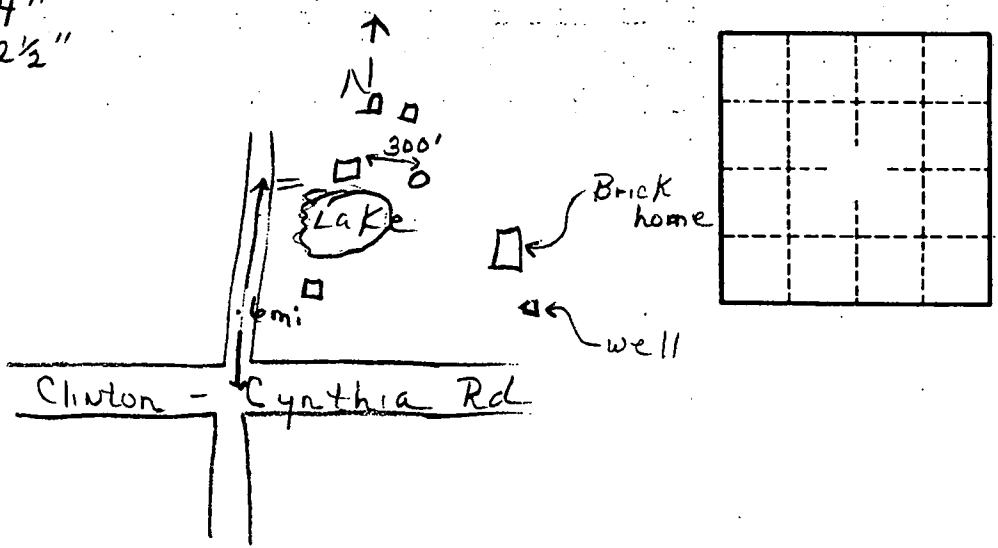 4"
2½"
N
300'
Lake
Brick
home
.6mi
well
Clinton - Cynthia Rd